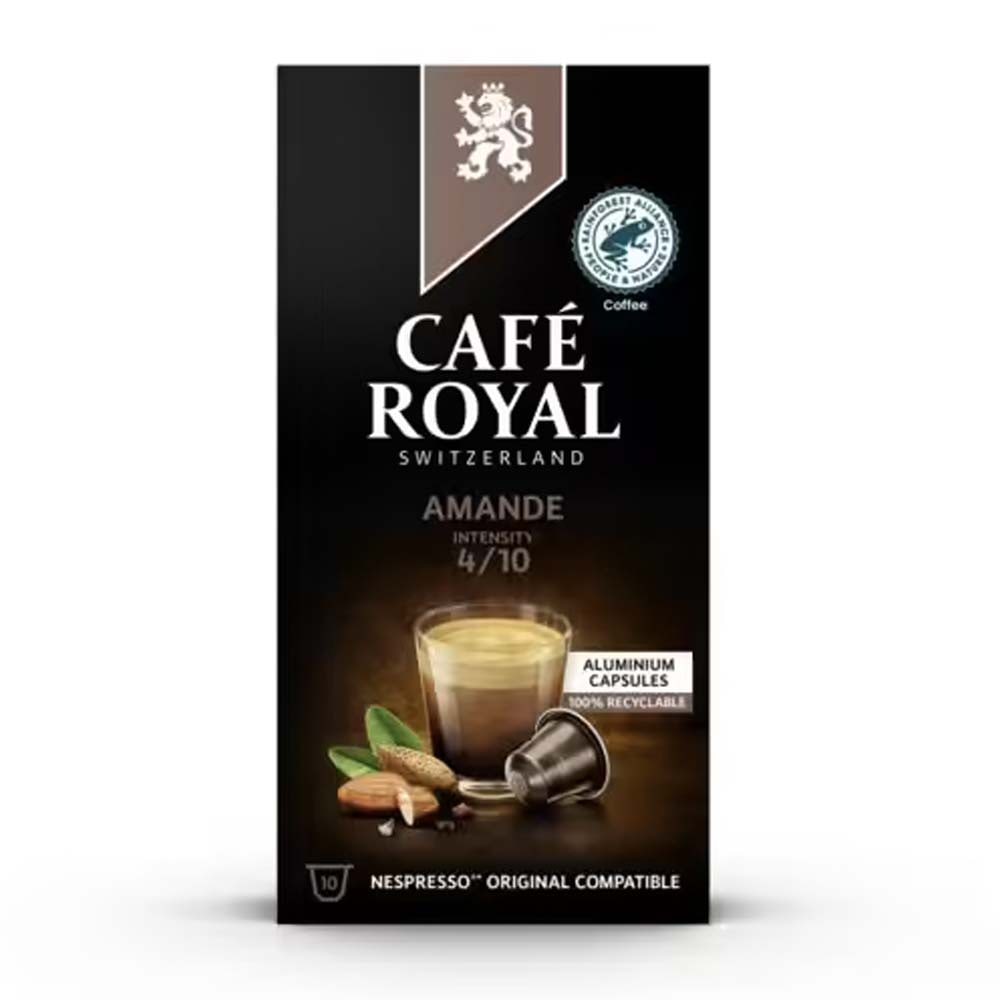 RAINFOREST ALLIANCE
PEOPLE & NATURE
Coffee
CAFÉ
ROYAL
SWITZERLAND
AMANDE
INTENSITY
4/10
ALUMINIUM
CAPSULES
100% RECYCLABLE
10
NESPRESSO** ORIGINAL COMPATIBLE